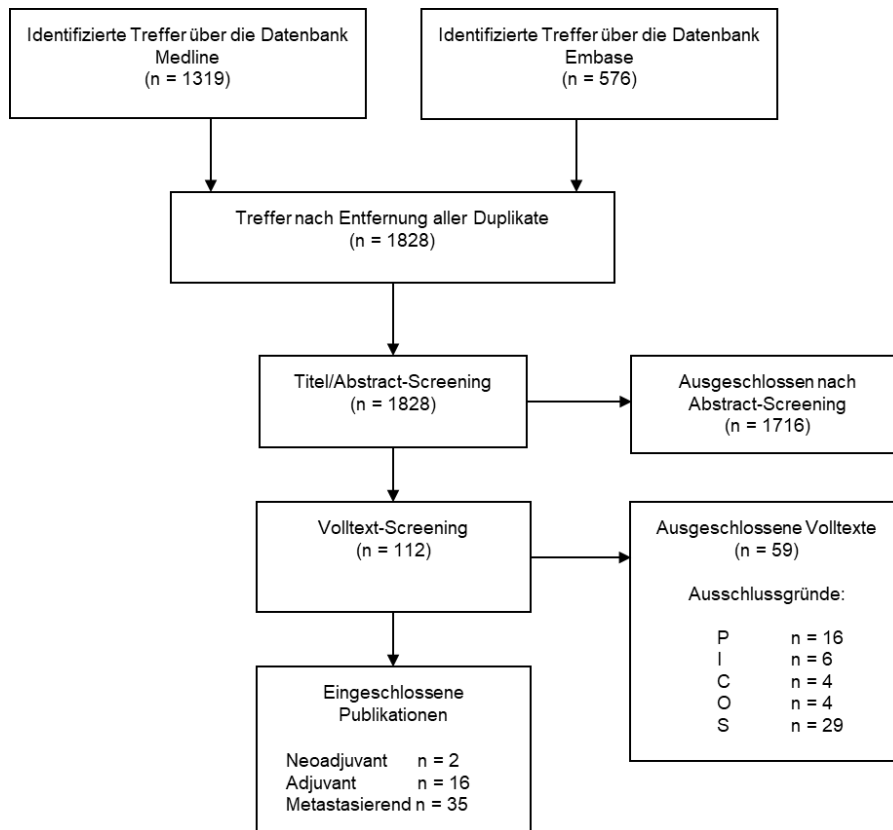 Identifizierte Treffer über die Datenbank
Medline
(n = 1319)
Identifizierte Treffer über die Datenbank
Embase
(n = 576)
Treffer nach Entfernung aller Duplikate
(n = 1828)
Titel/Abstract-Screening
(n = 1828)
Ausgeschlossen nach
Abstract-Screening
(n = 1716)
Volltext-Screening
(n = 112)
Ausgeschlossene Volltexte
(n = 59)
Ausschlussgründe:
P n = 16
I n = 6
C n = 4
O n = 4
S n = 29
Eingeschlossene
Publikationen
Neoadjuvant n = 2
Adjuvant n = 16
Metastasierend n = 35